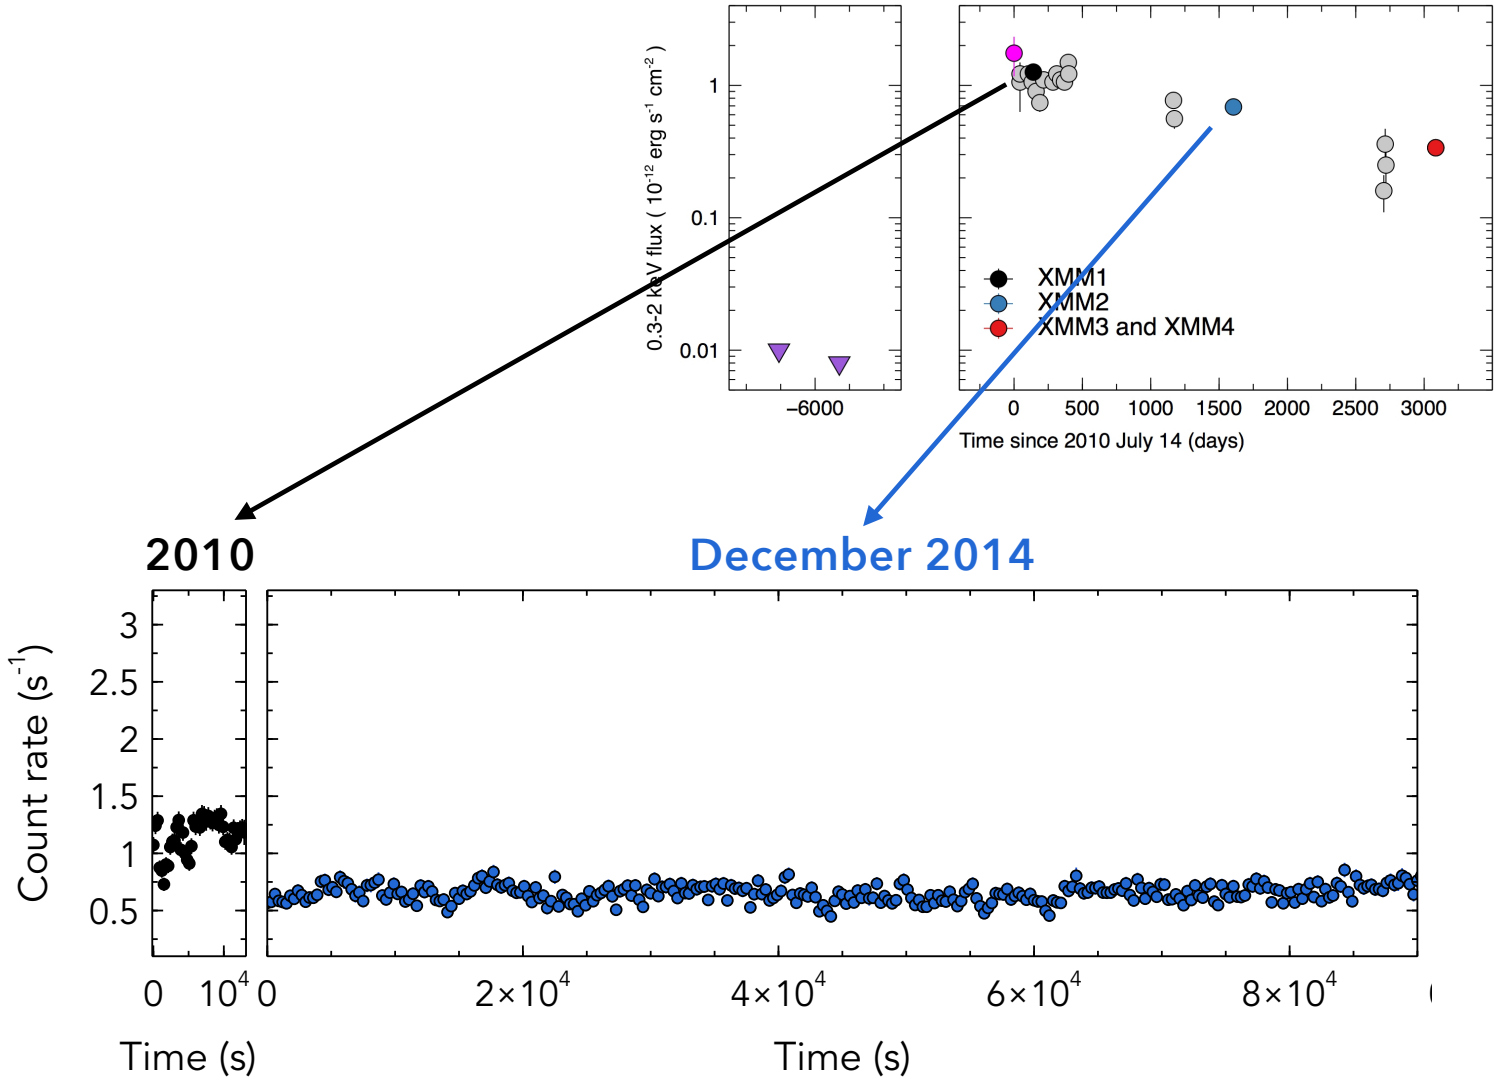 0.3-2 keV flux ( 10⁻¹² erg s⁻¹ cm⁻² )
1
0.1
0.01
XMM1
XMM2
XMM3 and XMM4
−6000
0 500 1000 1500 2000 2500 3000
Time since 2010 July 14 (days)
2010
December 2014
Count rate (s⁻¹)
3
2.5
2
1.5
1
0.5
0 10⁴ 0 2×10⁴ 4×10⁴ 6×10⁴ 8×10⁴
Time (s)
Time (s)